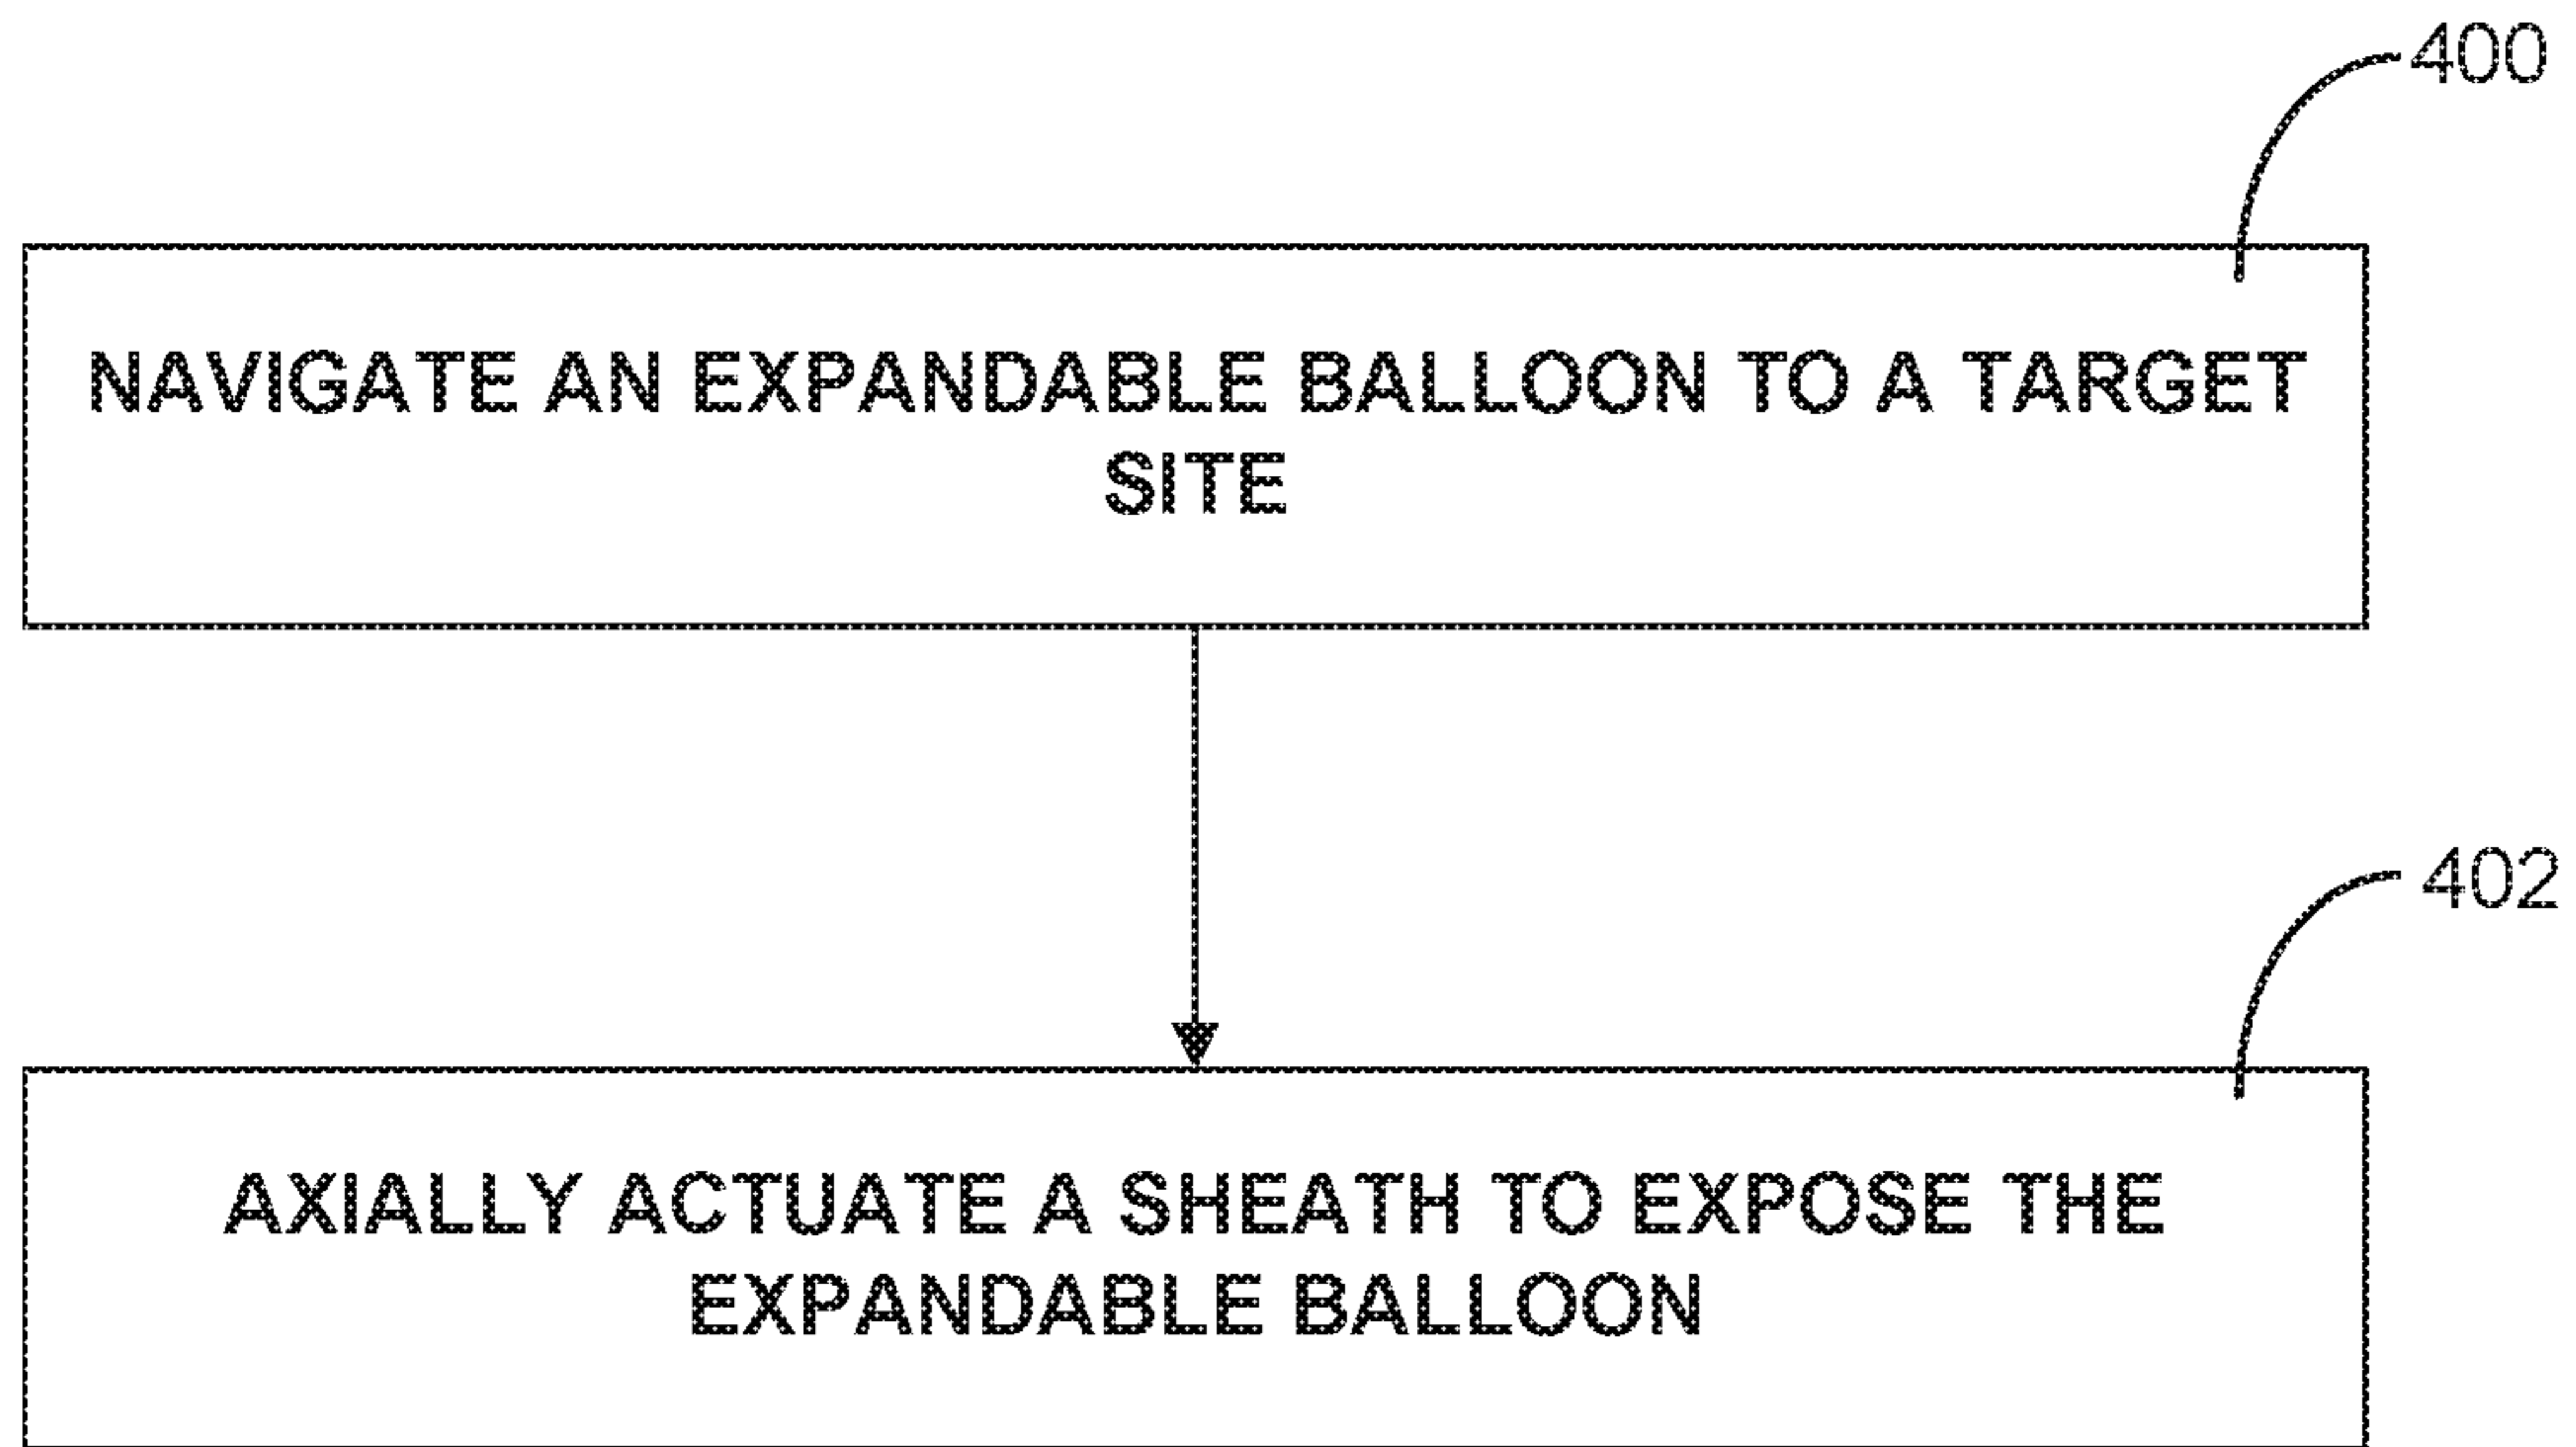 400
NAVIGATE AN EXPANDABLE BALLOON TO A TARGET
SITE
402
AXIALLY ACTUATE A SHEATH TO EXPOSE THE
EXPANDABLE BALLOON